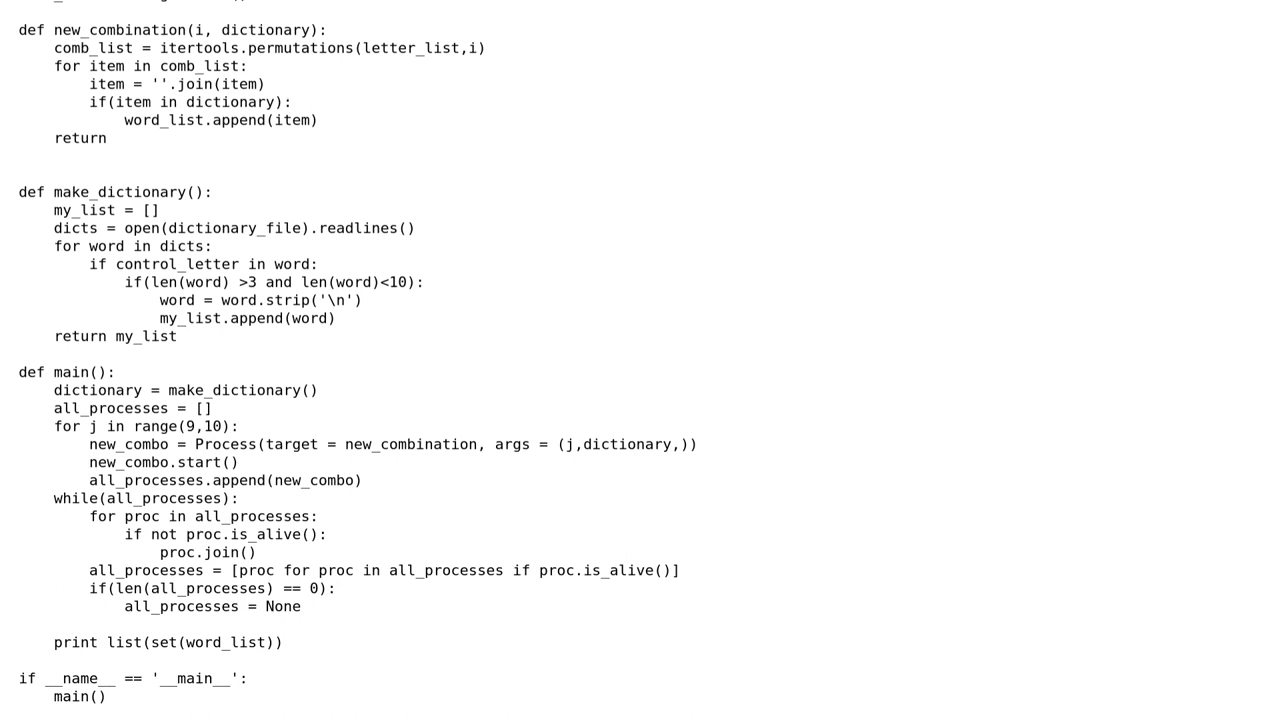 def new_combination(i, dictionary):
    comb_list = itertools.permutations(letter_list,i)
    for item in comb_list:
        item = ''.join(item)
        if(item in dictionary):
            word_list.append(item)
    return
def make_dictionary():
    my_list = []
    dicts = open(dictionary_file).readlines()
    for word in dicts:
        if control_letter in word:
            if(len(word) >3 and len(word)<10):
                word = word.strip('\n')
                my_list.append(word)
    return my_list
def main():
    dictionary = make_dictionary()
    all_processes = []
    for j in range(9,10):
        new_combo = Process(target = new_combination, args = (j,dictionary,))
        new_combo.start()
        all_processes.append(new_combo)
    while(all_processes):
        for proc in all_processes:
            if not proc.is_alive():
                proc.join()
        all_processes = [proc for proc in all_processes if proc.is_alive()]
        if(len(all_processes) == 0):
            all_processes = None
    print list(set(word_list))
if __name__ == '__main__':
    main()